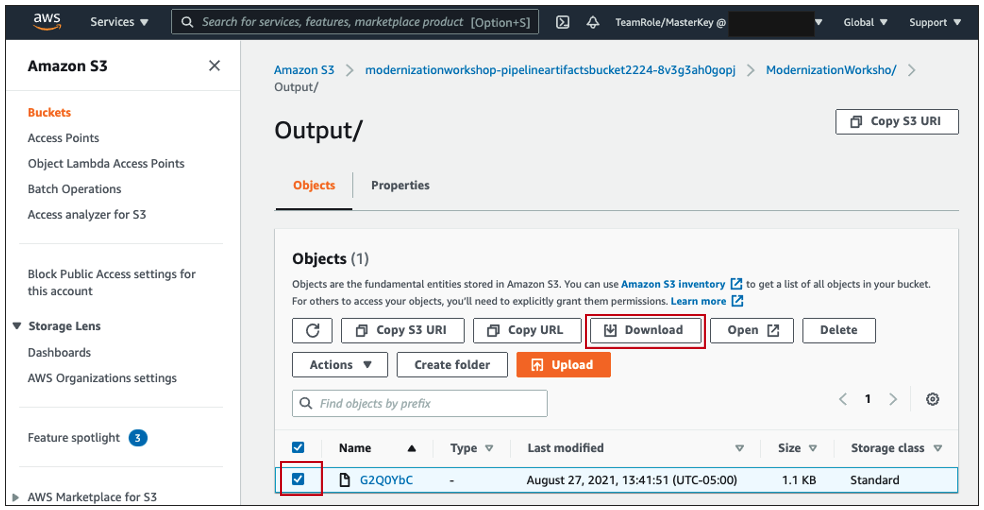 aws Services Search for services, features, marketplace product [Option+S] TeamRole/MasterKey @ Global Support
Amazon S3
Buckets
Access Points
Object Lambda Access Points
Batch Operations
Access analyzer for S3
Block Public Access settings for
this account
Storage Lens
Dashboards
AWS Organizations settings
Feature spotlight 3
AWS Marketplace for S3
Amazon S3 modernizationworkshop-pipelineartifactsbucket2224-8v3g3ah0gopj ModernizationWorksho/
Output/
Output/
Copy S3 URI
Objects Properties
Objects (1)
Objects are the fundamental entities stored in Amazon S3. You can use Amazon S3 inventory to get a list of all objects in your bucket.
For others to access your objects, you'll need to explicitly grant them permissions. Learn more
Copy S3 URI Copy URL Download Open Delete
Actions Create folder Upload
Find objects by prefix 1
Name Type Last modified Size Storage class
G2Q0YbC - August 27, 2021, 13:41:51 (UTC-05:00) 1.1 KB Standard